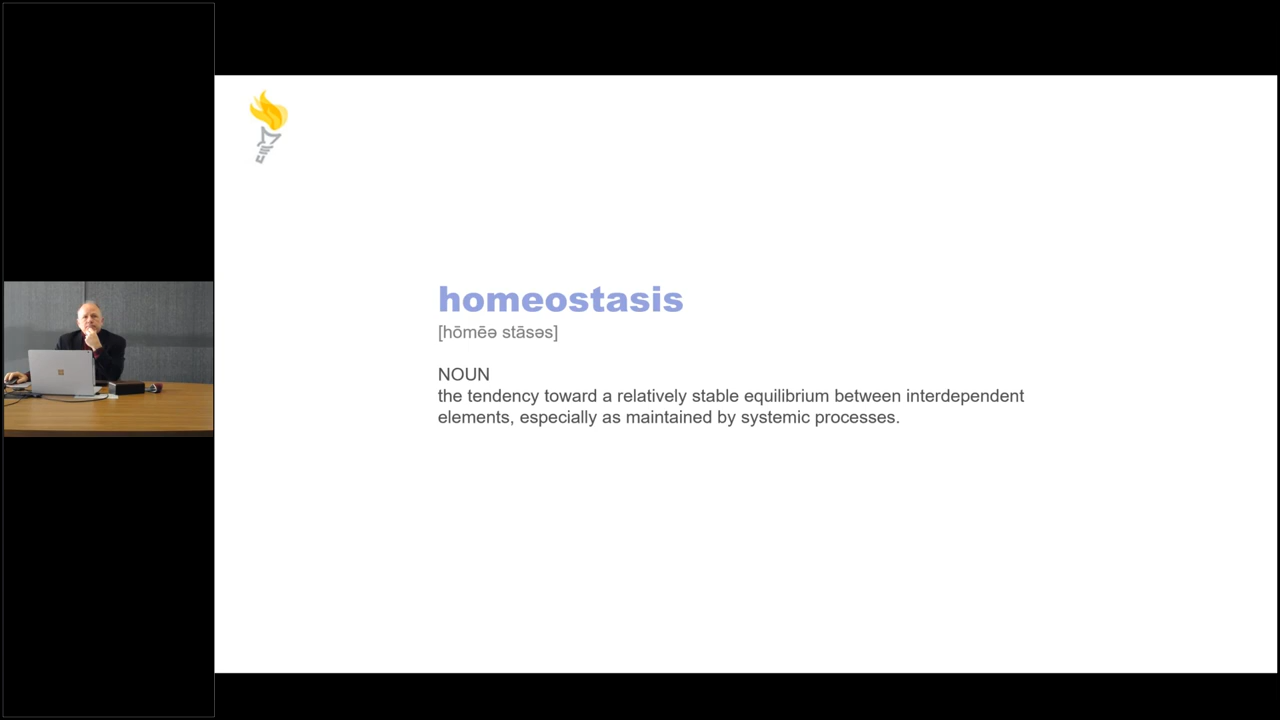 homeostasis
[hōmēə stāsəs]
NOUN
the tendency toward a relatively stable equilibrium between interdependent
elements, especially as maintained by systemic processes.